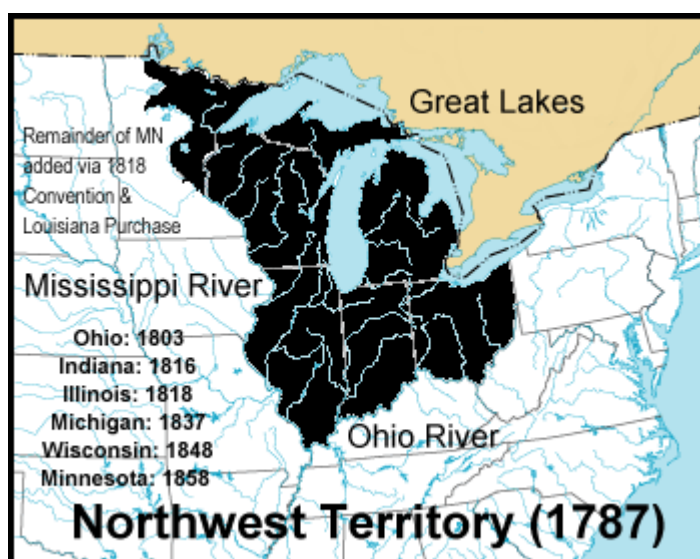 Great Lakes
Remainder of MN
added via 1818
Convention &
Louisiana Purchase
Mississippi River
Ohio: 1803
Indiana: 1816
Illinois: 1818
Michigan: 1837
Wisconsin: 1848
Minnesota: 1858
Ohio River
Northwest Territory (1787)